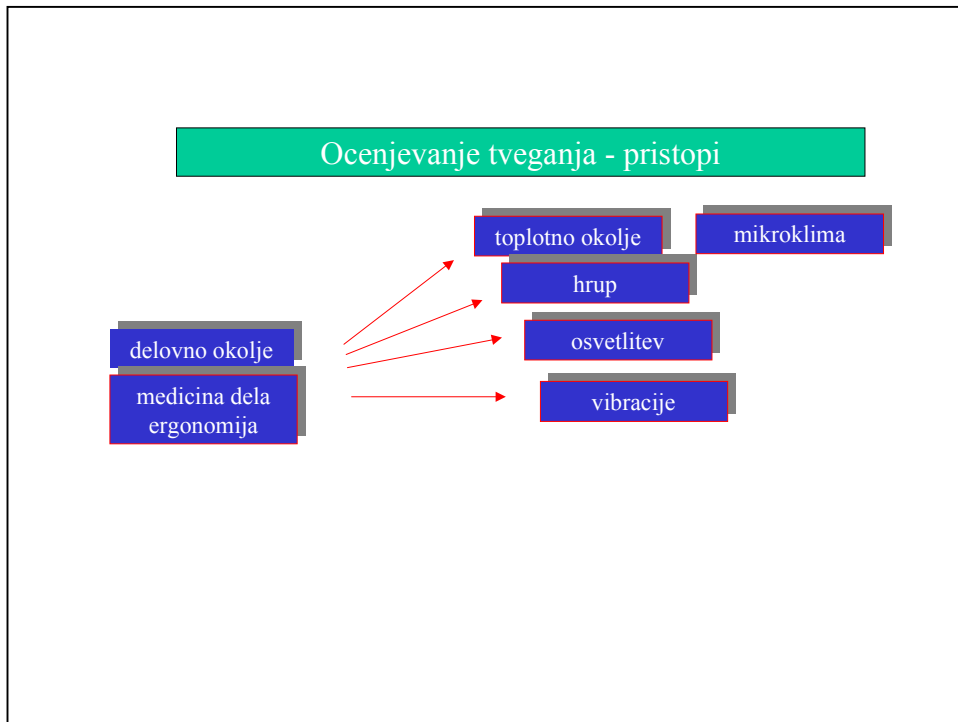 Ocenjevanje tveganja - pristopi
toplotno okolje
mikroklima
hrup
osvetlitev
vibracije
delovno okolje
medicina dela
ergonomija